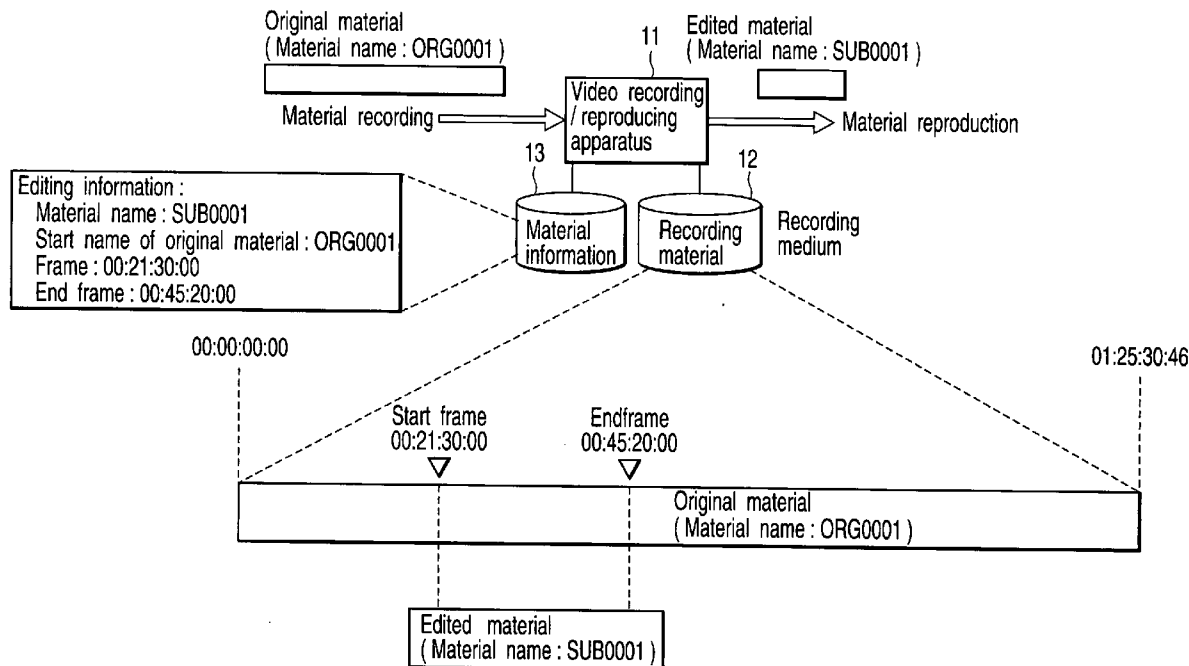 Original material
( Material name : ORG0001 )
11
Edited material
( Material name : SUB0001 )
Material recording
Video recording
/ reproducing
apparatus
Material reproduction
13
12
Editing information :
Material name : SUB0001
Start name of original material : ORG0001
Frame : 00:21:30:00
End frame : 00:45:20:00
Material
information
Recording
material
Recording
medium
00:00:00:00
01:25:30:46
Start frame
00:21:30:00
Endframe
00:45:20:00
Original material
( Material name : ORG0001 )
Edited material
( Material name : SUB0001 )